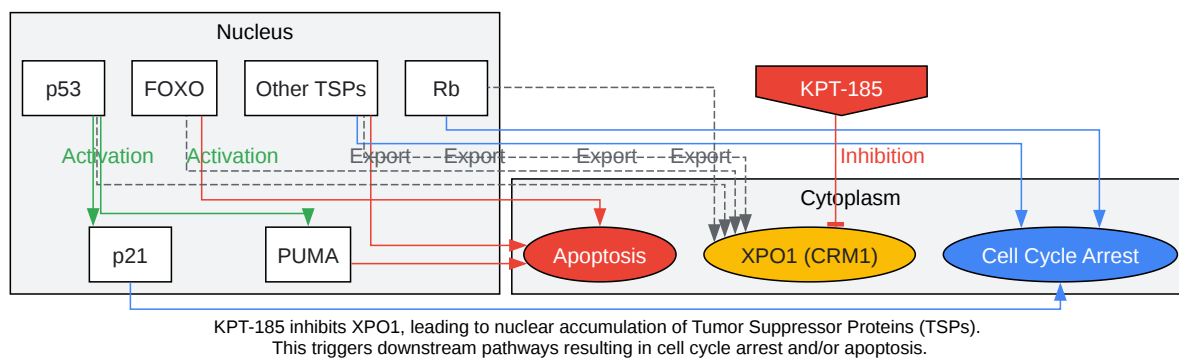 Nucleus
p53
FOXO
Other TSPs
Rb
KPT-185
Activation
Activation
Export
Export
Export
Export
Inhibition
Cytoplasm
p21
PUMA
Apoptosis
XPO1 (CRM1)
Cell Cycle Arrest
KPT-185 inhibits XPO1, leading to nuclear accumulation of Tumor Suppressor Proteins (TSPs).
This triggers downstream pathways resulting in cell cycle arrest and/or apoptosis.